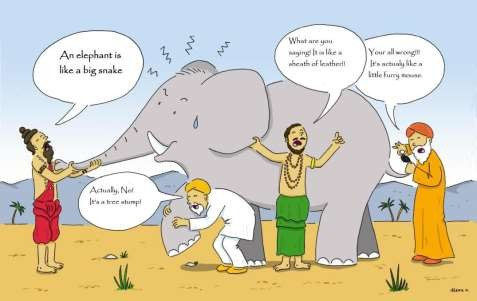 An elephant is
like a big snake
What are you
saying! It is like a
sheath of leather!!
Your all wrong!!!
It's actualy like a
little furry mouse.
Actually, No!
It's a tree stump!